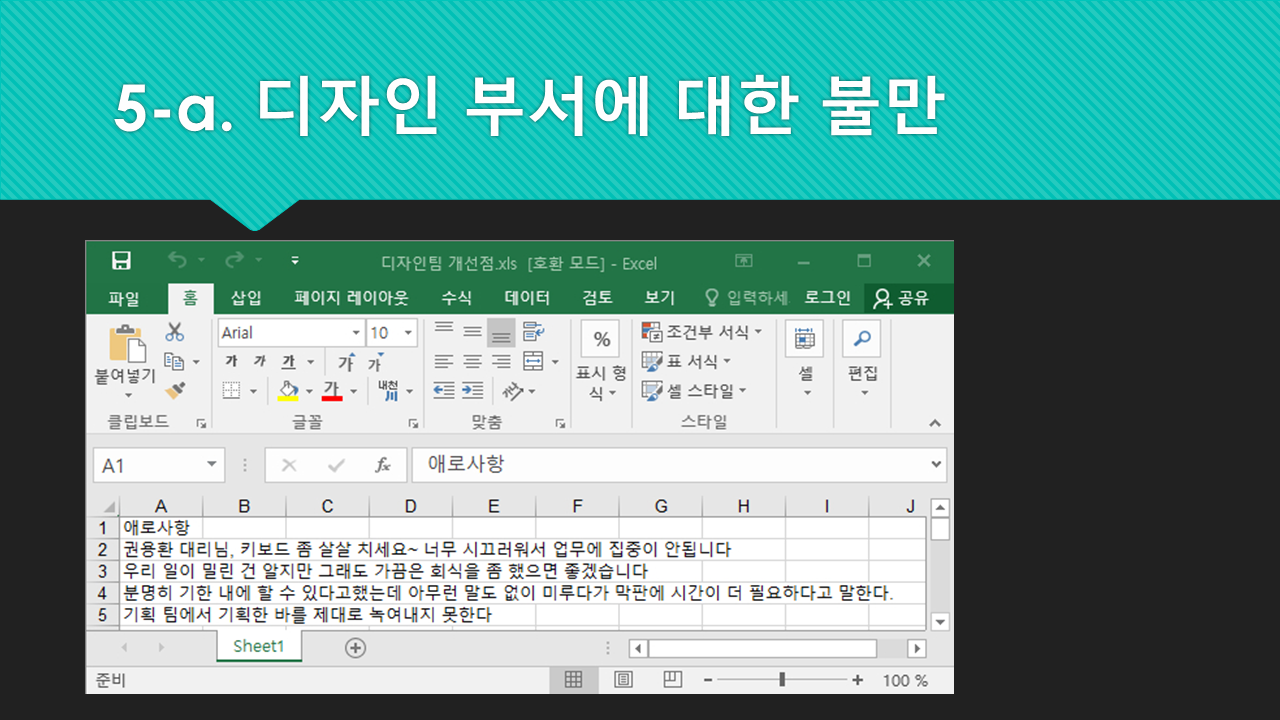 5-a. 디자인 부서에 대한 불만
디자인팀 개선점.xls [호환 모드] - Excel
파일 홈 삽입 페이지 레이아웃 수식 데이터 검토 보기 입력하세 로그인 공유
붙여넣기
클립보드
Arial 10
가 가 가 가 가
가 내천 川
글꼴
맞춤
%
표시 형
식
조건부 서식
표 서식
셀 스타일
스타일
셀
편집
A1 fx 애로사항
A B C D E F G H I J
1 애로사항
2 권용환 대리님, 키보드 좀 살살 치세요~ 너무 시끄러워서 업무에 집중이 안됩니다
3 우리 일이 밀린 건 알지만 그래도 가끔은 회식을 좀 했으면 좋겠습니다
4 분명히 기한 내에 할 수 있다고했는데 아무런 말도 없이 미루다가 막판에 시간이 더 필요하다고 말한다.
5 기획 팀에서 기획한 바를 제대로 녹여내지 못한다
Sheet1
준비 100 %